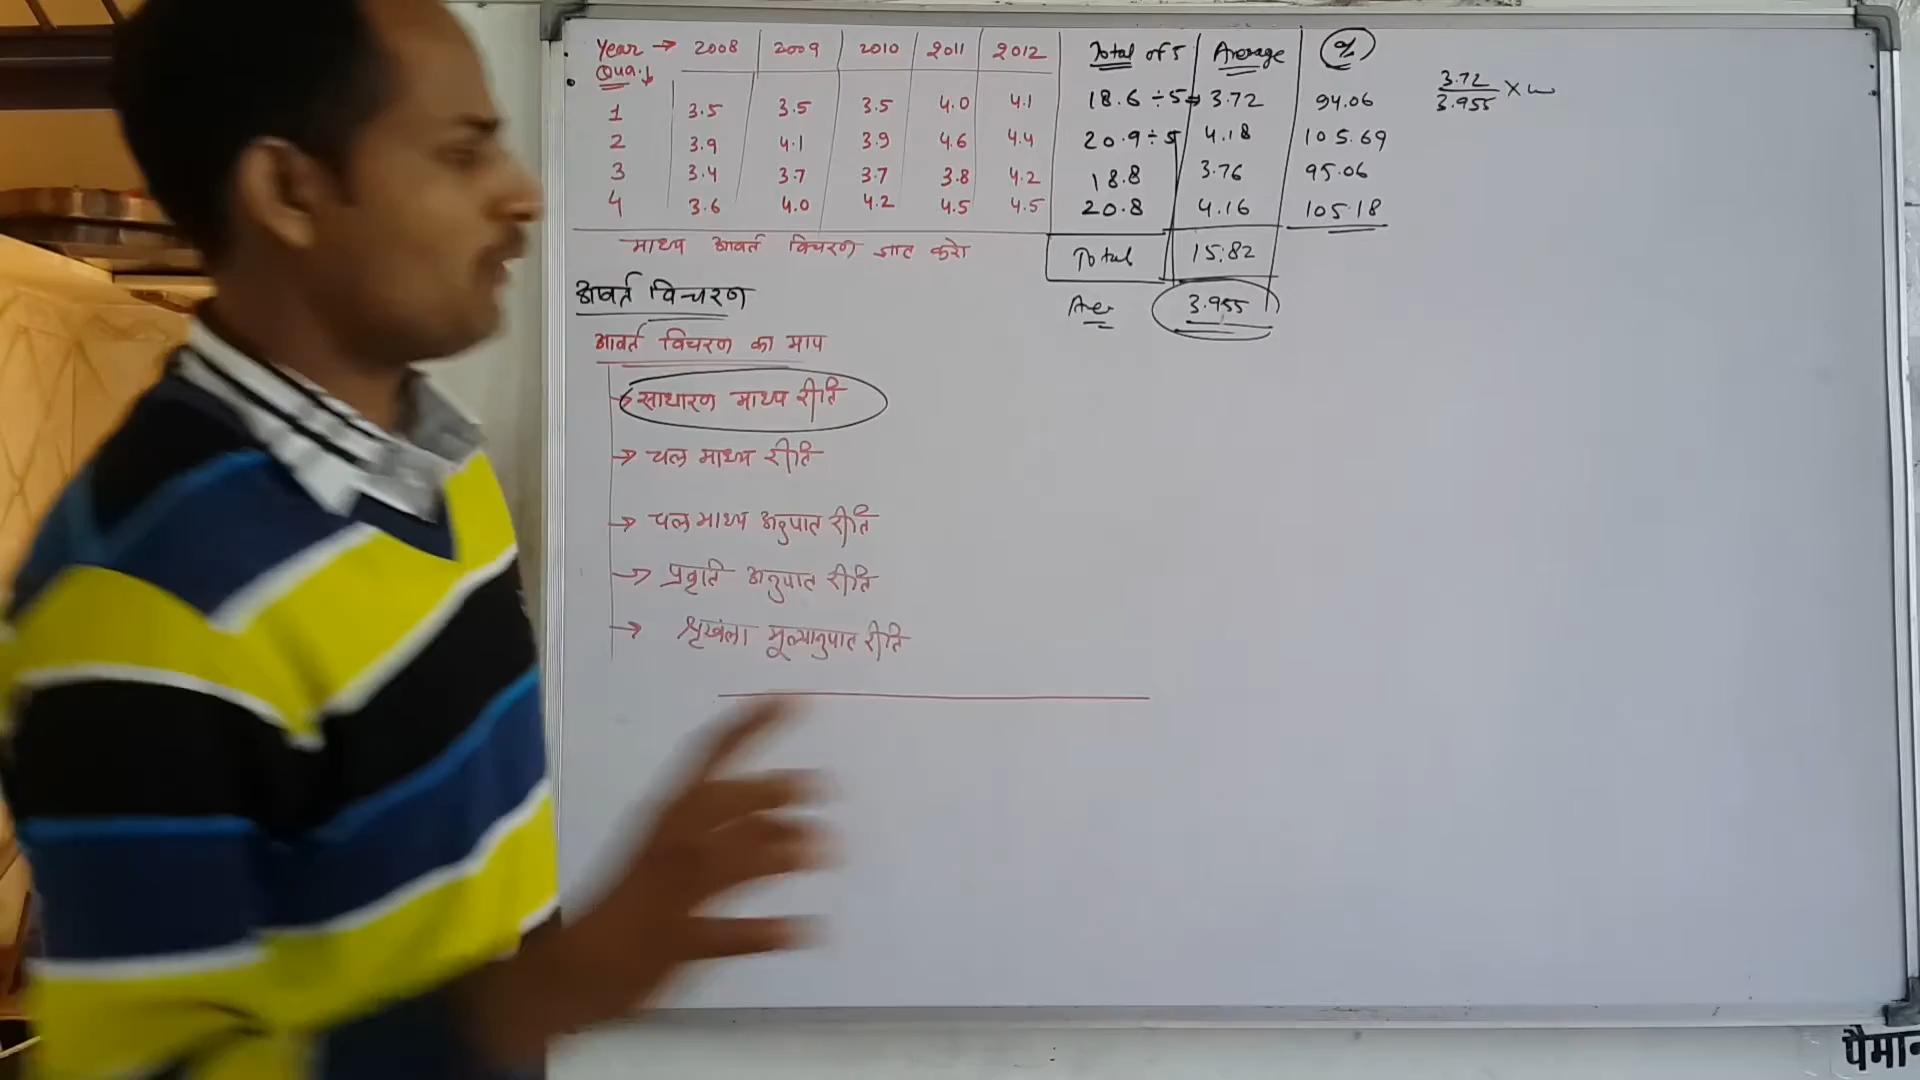 Year → 2008 2009 2010 2011 2012 Total of 5 Average %
Qua.↓
1 3.5 3.5 3.5 4.0 4.1 18.6 ÷ 5 → 3.72 94.06
2 3.9 4.1 3.9 4.6 4.4 20.9 ÷ 5 4.18 105.69
3 3.4 3.7 3.7 3.8 4.2 18.8 3.76 95.06
4 3.6 4.0 4.2 4.5 4.5 20.8 4.16 105.18
3.72
3.955 ×
माध्य आवर्त विचरण ज्ञात करो
Total 15.82
Aver 3.955
आवर्त विचरण
आवर्त विचरण का माप
→ साधारण माध्य रीति
→ चल माध्य रीति
→ चल माध्य अनुपात रीति
→ प्रवृति अनुपात रीति
→ श्रृखंला मूल्यानुपात रीति